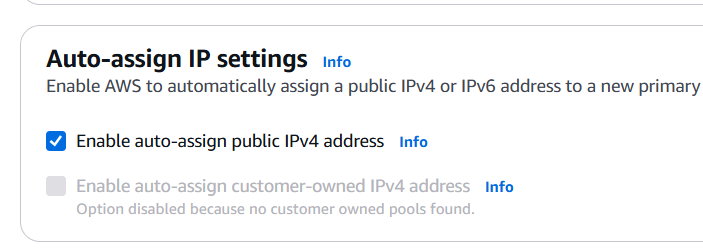 Auto-assign IP settings Info
Enable AWS to automatically assign a public IPv4 or IPv6 address to a new primary
Enable auto-assign public IPv4 address Info
Enable auto-assign customer-owned IPv4 address Info
Option disabled because no customer owned pools found.